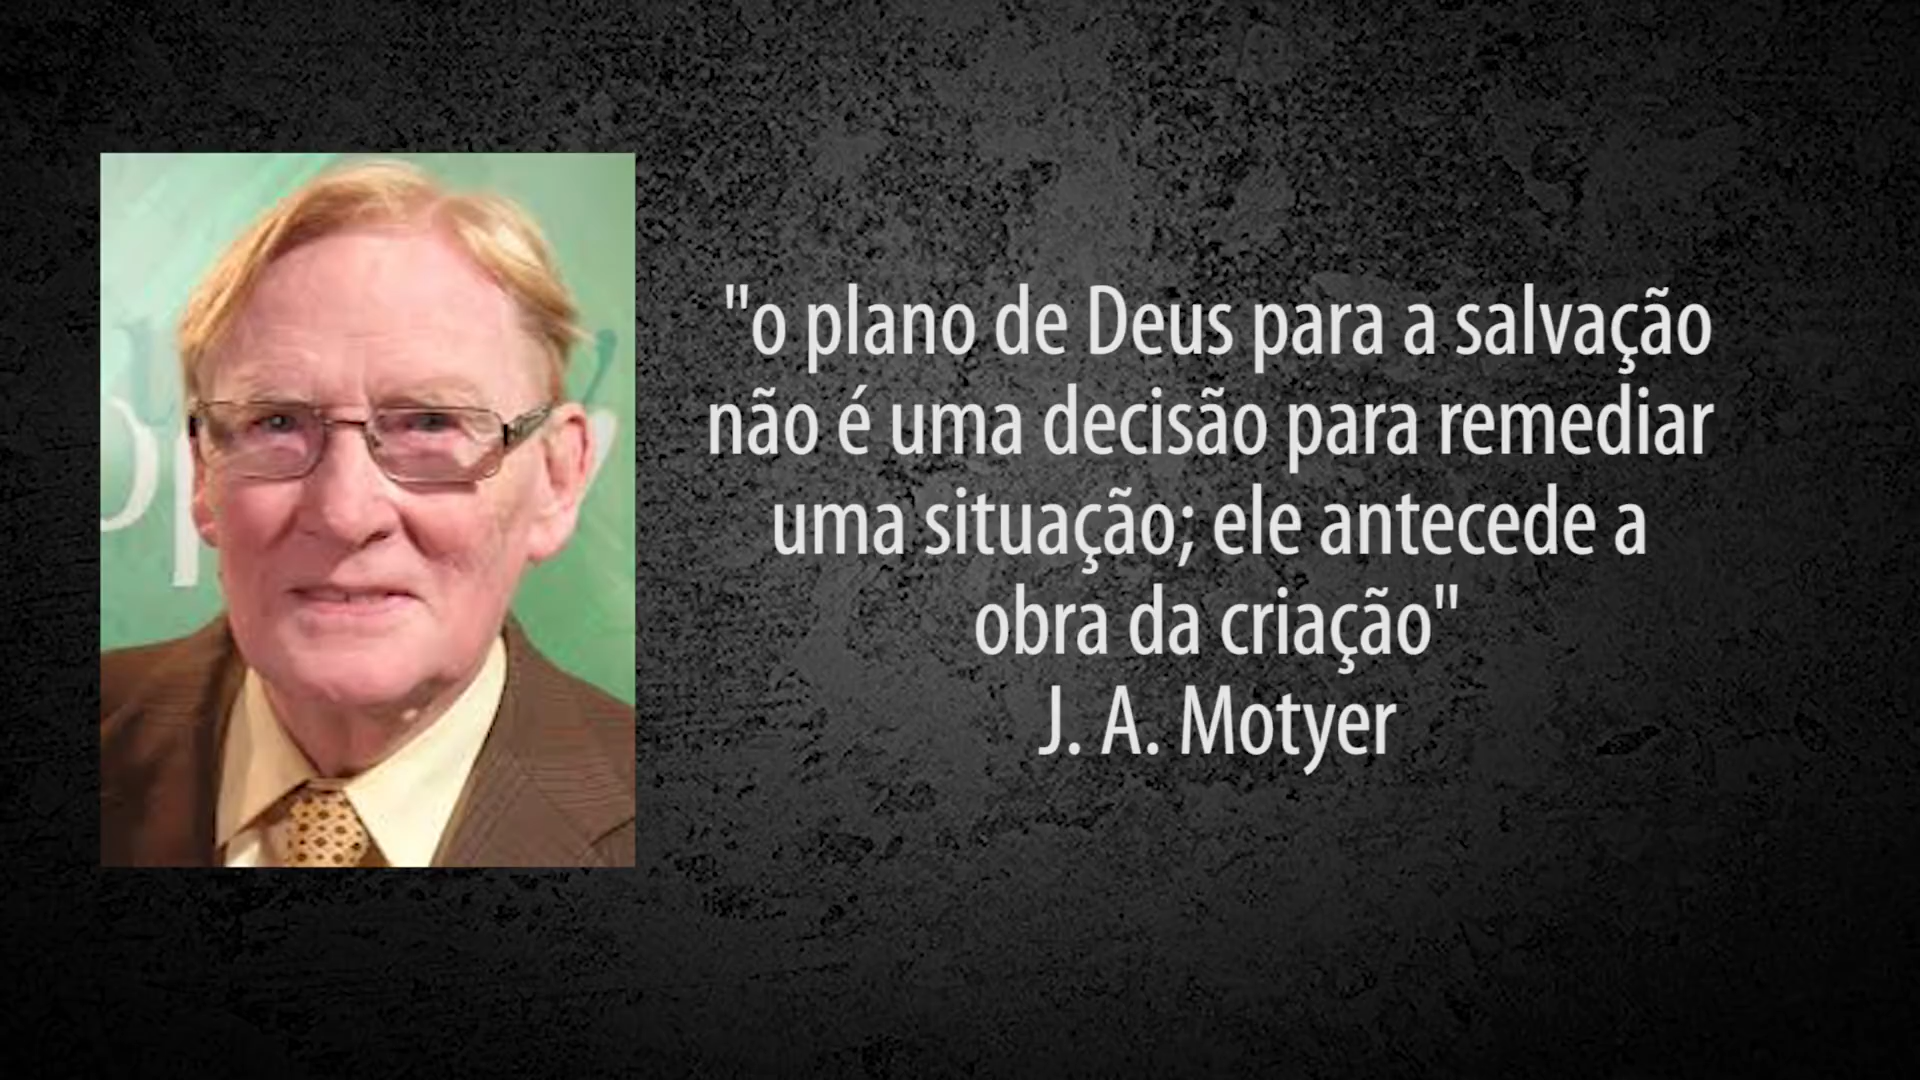 "o plano de Deus para a salvação
não é uma decisão para remediar
uma situação; ele antecede a
obra da criação"
J. A. Motyer